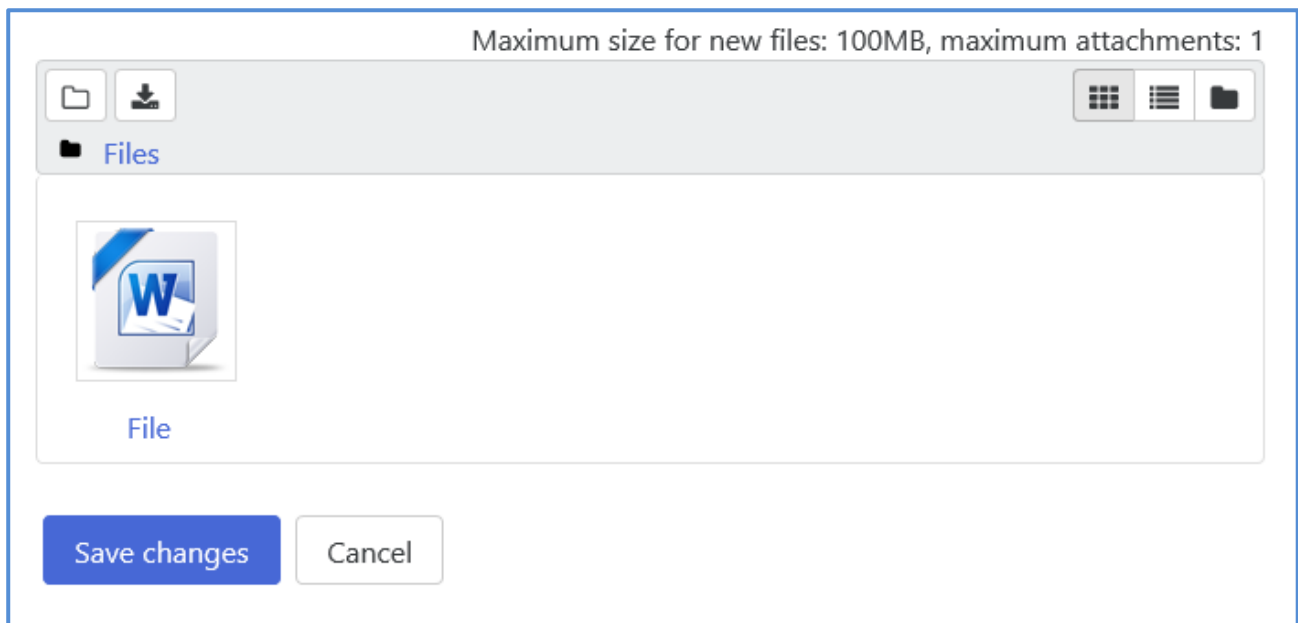 Maximum size for new files: 100MB, maximum attachments: 1
Files
W
File
Save changes
Cancel